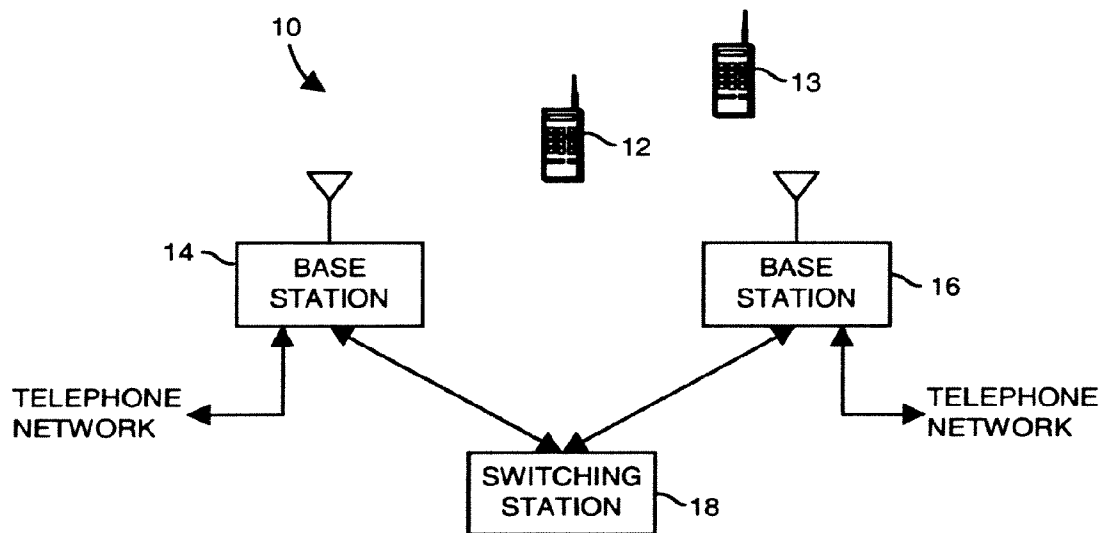 10
13
12
14
BASE
STATION
BASE
STATION
16
TELEPHONE
NETWORK
TELEPHONE
NETWORK
SWITCHING
STATION
18